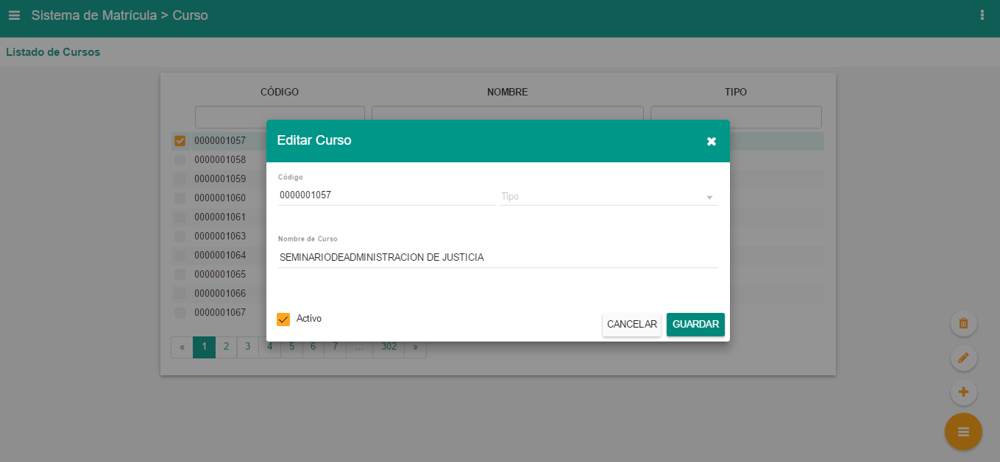 Sistema de Matrícula > Curso
Listado de Cursos
CÓDIGO NOMBRE TIPO
0000001057
0000001058
0000001059
0000001060
0000001061
0000001063
0000001064
0000001065
0000001066
0000001067
« 1 2 3 4 5 6 7 ... 302 »
Editar Curso
Código
0000001057 Tipo
Nombre de Curso
SEMINARIODEADMINISTRACION DE JUSTICIA
Activo
CANCELAR GUARDAR